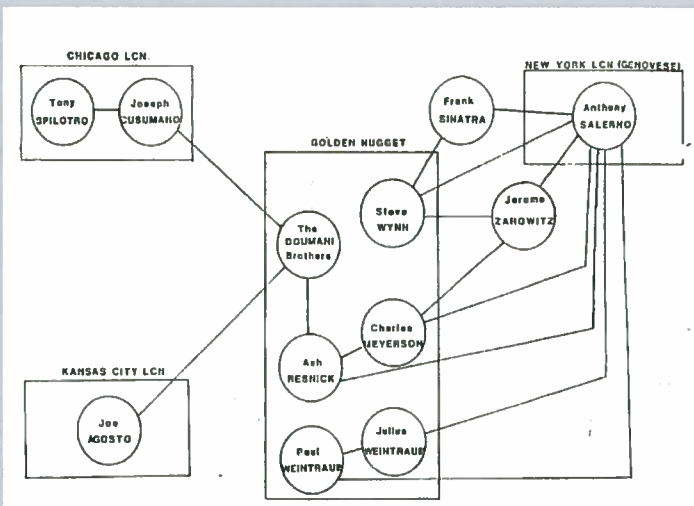 CHICAGO LCN.
Tony
SPILOTRO
Joseph
CUSUMANO
NEW YORK LCN (GENOVESE)
Frank
SINATRA
Anthony
SALERNO
GOLDEN NUGGET
Steve
WYNN
Jerome
ZAROWITZ
The
DOUMANI
Brothers
Charles
MEYERSON
Ash
RESNICK
KANSAS CITY LCN
Joe
AGOSTO
Julius
WEINTRAUB
Paul
WEINTRAUB